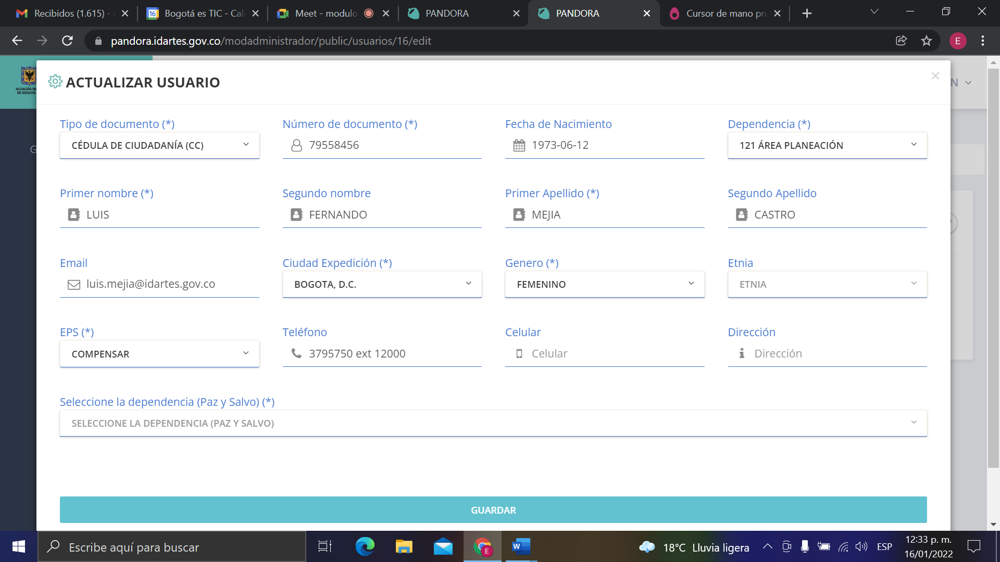 Recibidos (1.615) -
Bogotá es TIC - Cal
Meet - modulo
PANDORA
PANDORA
Cursor de mano pn
pandora.idartes.gov.co/modadministrador/public/usuarios/16/edit
E
ALCALDÍA MA
DE BOGOTÁ
ACTUALIZAR USUARIO
N
G
Tipo de documento (*)
Número de documento (*)
Fecha de Nacimiento
Dependencia (*)
CÉDULA DE CIUDADANÍA (CC)
79558456
1973-06-12
121 ÁREA PLANEACIÓN
Primer nombre (*)
Segundo nombre
Primer Apellido (*)
Segundo Apellido
LUIS
FERNANDO
MEJIA
CASTRO
Email
Ciudad Expedición (*)
Genero (*)
Etnia
luis.mejia@idartes.gov.co
BOGOTA, D.C.
FEMENINO
ETNIA
EPS (*)
Teléfono
Celular
Dirección
COMPENSAR
3795750 ext 12000
Celular
Dirección
Seleccione la dependencia (Paz y Salvo) (*)
SELECCIONE LA DEPENDENCIA (PAZ Y SALVO)
GUARDAR
Escribe aquí para buscar
18°C Lluvia ligera
ESP
12:33 p. m.
16/01/2022